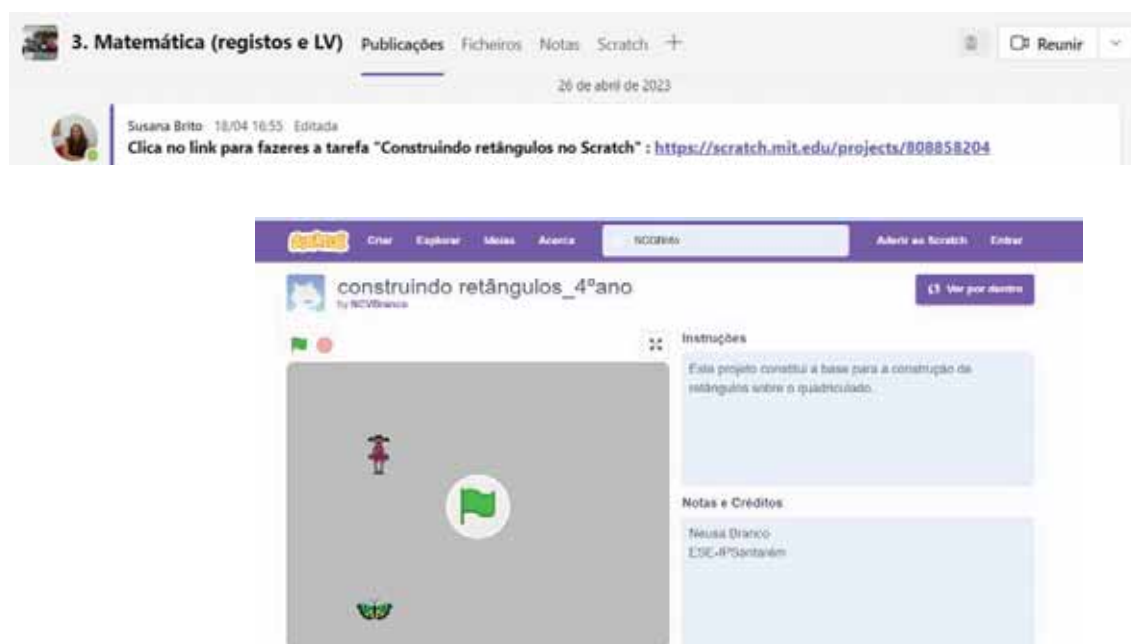 3. Matemática (registos e LV) Publicações Ficheiros Notas Scratch + Reunir
26 de abril de 2023
Susana Brito 18/04 16:55 Editada
Clica no link para fazeres a tarefa "Construindo retângulos no Scratch" : https://scratch.mit.edu/projects/808858204
Criar Explorar Ideias Acerca Aderir ao Scratch Entrar
construindo retângulos_4ºano Ver por dentro
by NCVBranco
Instruções
Este projeto constitui a base para a construção de
retângulos sobre o quadriculado.
Notas e Créditos
Neusa Branco
ESE-IPSantarém